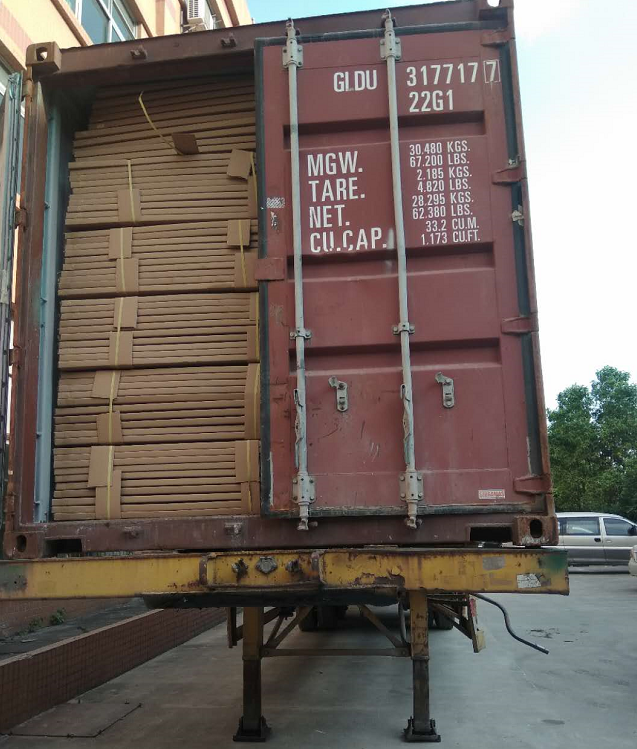 GLDU 317717 7
22G1
MGW. 30.480 KGS.
67.200 LBS.
TARE. 2.185 KGS.
4.820 LBS.
NET. 28.295 KGS.
62.380 LBS.
CU.CAP. 33.2 CU.M.
1.173 CU.FT.